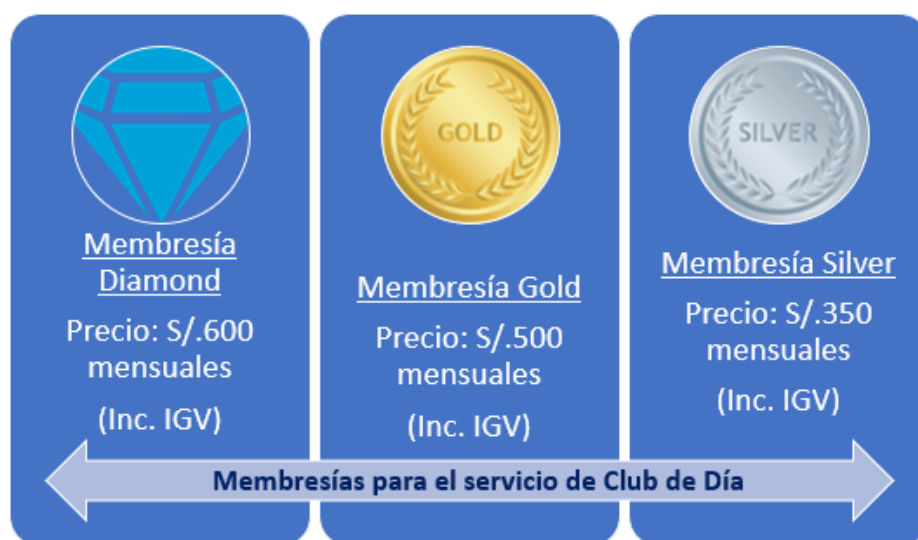 Membresía
Diamond
Precio: S/.600
mensuales
(Inc. IGV)
GOLD
Membresía Gold
Precio: S/.500
mensuales
(Inc. IGV)
SILVER
Membresía Silver
Precio: S/.350
mensuales
(Inc. IGV)
Membresías para el servicio de Club de Día